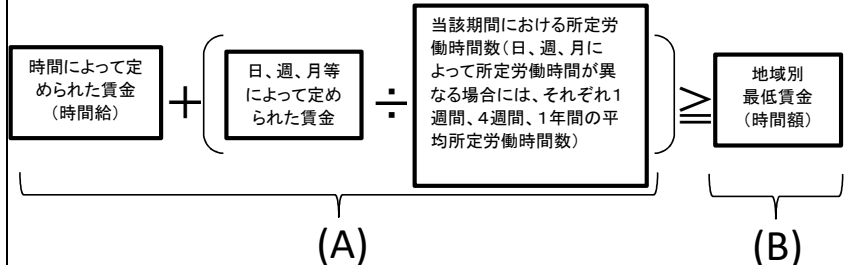 時間によって定
められた賃金
(時間給)
＋
日、週、月等
によって定め
られた賃金
÷
当該期間における所定労
働時間数(日、週、月に
よって所定労働時間が異
なる場合には、それぞれ1
週間、4週間、1年間の平
均所定労働時間数)
≧
地域別
最低賃金
(時間額)
(A)
(B)